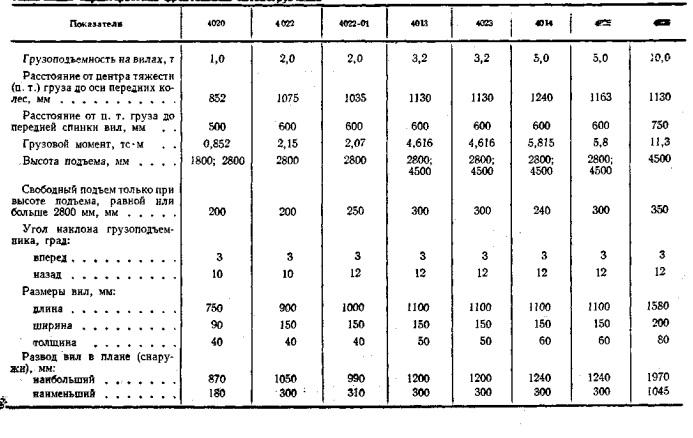 Показатели 4020 4022 4022-01 4013 4023 4014
Грузоподъемность на вилах, т 1,0 2,0 2,0 3,2 3,2 5,0 5,0 10,0
Расстояние от центра тяжести
(п. т.) груза до оси передних ко-
лес, мм . . . . . . . . . . . 852 1075 1035 1130 1130 1240 1163 1130
Расстояние от п. т. груза до
передней спинки вил, мм . . 500 600 600 600 600 600 600 750
Грузовой момент, тс·м . . 0,852 2,15 2,07 4,616 4,616 5,815 5,8 11,3
Высота подъема, мм . . . . 1800; 2800 2800 2800 2800; 2800; 2800; 2800; 4500
4500 4500 4500 4500
Свободный подъем только при
высоте подъема, равной или
больше 2800 мм, мм . . . . . 200 200 250 300 300 240 300 350
Угол наклона грузоподъем-
ника, град:
вперед . . . . . . . . . . 3 3 3 3 3 3 3 3
назад . . . . . . . . . . 10 10 12 12 12 12 12 12
Размеры вил, мм:
длина . . . . . . . . . . 750 900 1000 1100 1100 1100 1100 1580
ширина . . . . . . . . . 90 150 150 150 150 150 150 200
толщина . . . . . . . . 40 40 40 50 50 60 60 80
Развод вил в плане (снару-
жи), мм:
наибольший . . . . . . . 870 1050 990 1200 1200 1240 1240 1970
наименьший . . . . . . . 180 300 310 300 300 300 300 1045